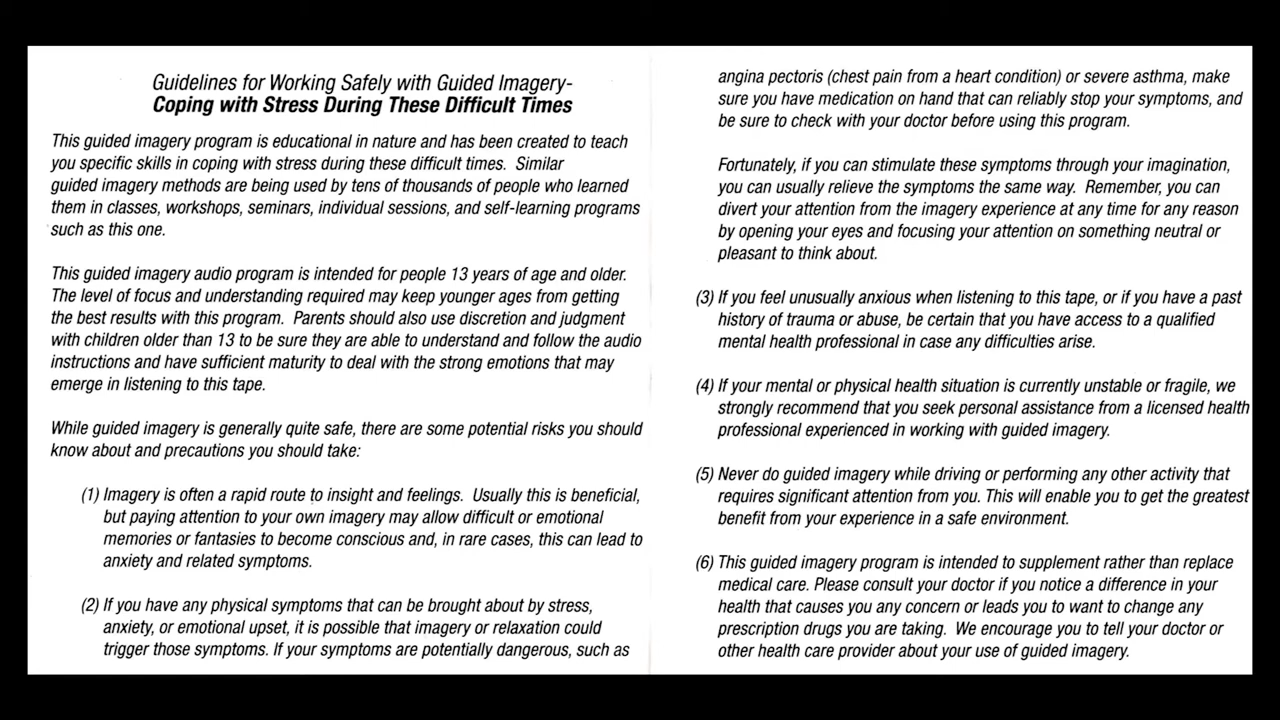 Guidelines for Working Safely with Guided Imagery-
Coping with Stress During These Difficult Times
This guided imagery program is educational in nature and has been created to teach
you specific skills in coping with stress during these difficult times. Similar
guided imagery methods are being used by tens of thousands of people who learned
them in classes, workshops, seminars, individual sessions, and self-learning programs
such as this one.
This guided imagery audio program is intended for people 13 years of age and older.
The level of focus and understanding required may keep younger ages from getting
the best results with this program. Parents should also use discretion and judgment
with children older than 13 to be sure they are able to understand and follow the audio
instructions and have sufficient maturity to deal with the strong emotions that may
emerge in listening to this tape.
While guided imagery is generally quite safe, there are some potential risks you should
know about and precautions you should take:
(1) Imagery is often a rapid route to insight and feelings. Usually this is beneficial,
but paying attention to your own imagery may allow difficult or emotional
memories or fantasies to become conscious and, in rare cases, this can lead to
anxiety and related symptoms.
(2) If you have any physical symptoms that can be brought about by stress,
anxiety, or emotional upset, it is possible that imagery or relaxation could
trigger those symptoms. If your symptoms are potentially dangerous, such as
angina pectoris (chest pain from a heart condition) or severe asthma, make
sure you have medication on hand that can reliably stop your symptoms, and
be sure to check with your doctor before using this program.
Fortunately, if you can stimulate these symptoms through your imagination,
you can usually relieve the symptoms the same way. Remember, you can
divert your attention from the imagery experience at any time for any reason
by opening your eyes and focusing your attention on something neutral or
pleasant to think about.
(3) If you feel unusually anxious when listening to this tape, or if you have a past
history of trauma or abuse, be certain that you have access to a qualified
mental health professional in case any difficulties arise.
(4) If your mental or physical health situation is currently unstable or fragile, we
strongly recommend that you seek personal assistance from a licensed health
professional experienced in working with guided imagery.
(5) Never do guided imagery while driving or performing any other activity that
requires significant attention from you. This will enable you to get the greatest
benefit from your experience in a safe environment.
(6) This guided imagery program is intended to supplement rather than replace
medical care. Please consult your doctor if you notice a difference in your
health that causes you any concern or leads you to want to change any
prescription drugs you are taking. We encourage you to tell your doctor or
other health care provider about your use of guided imagery.